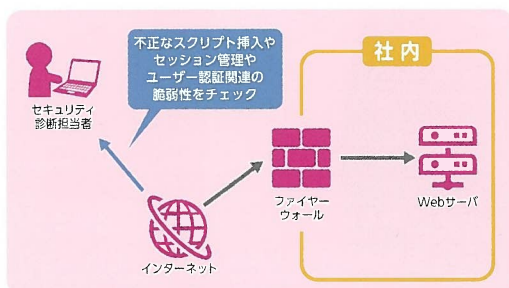 不正なスクリプト挿入や
セッション管理や
ユーザー認証関連の
脆弱性をチェック
社内
セキュリティ
診断担当者
ファイヤー
ウォール
Webサーバ
インターネット